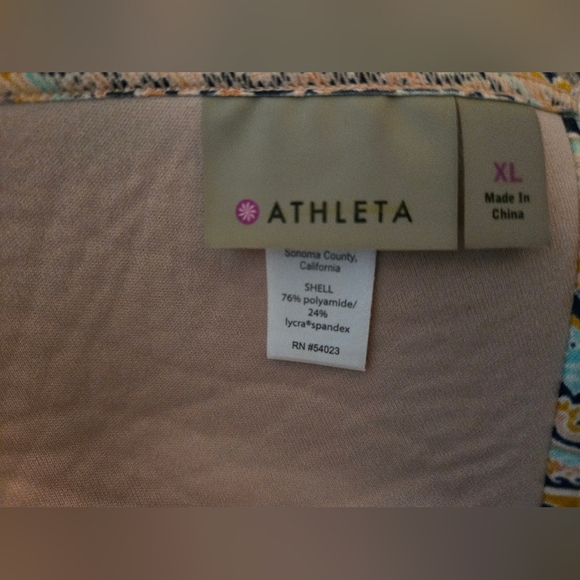 ATHLETA
XL
Made In
China
Sonoma County,
California
SHELL
76% polyamide/
24%
lycra®spandex
RN #54023